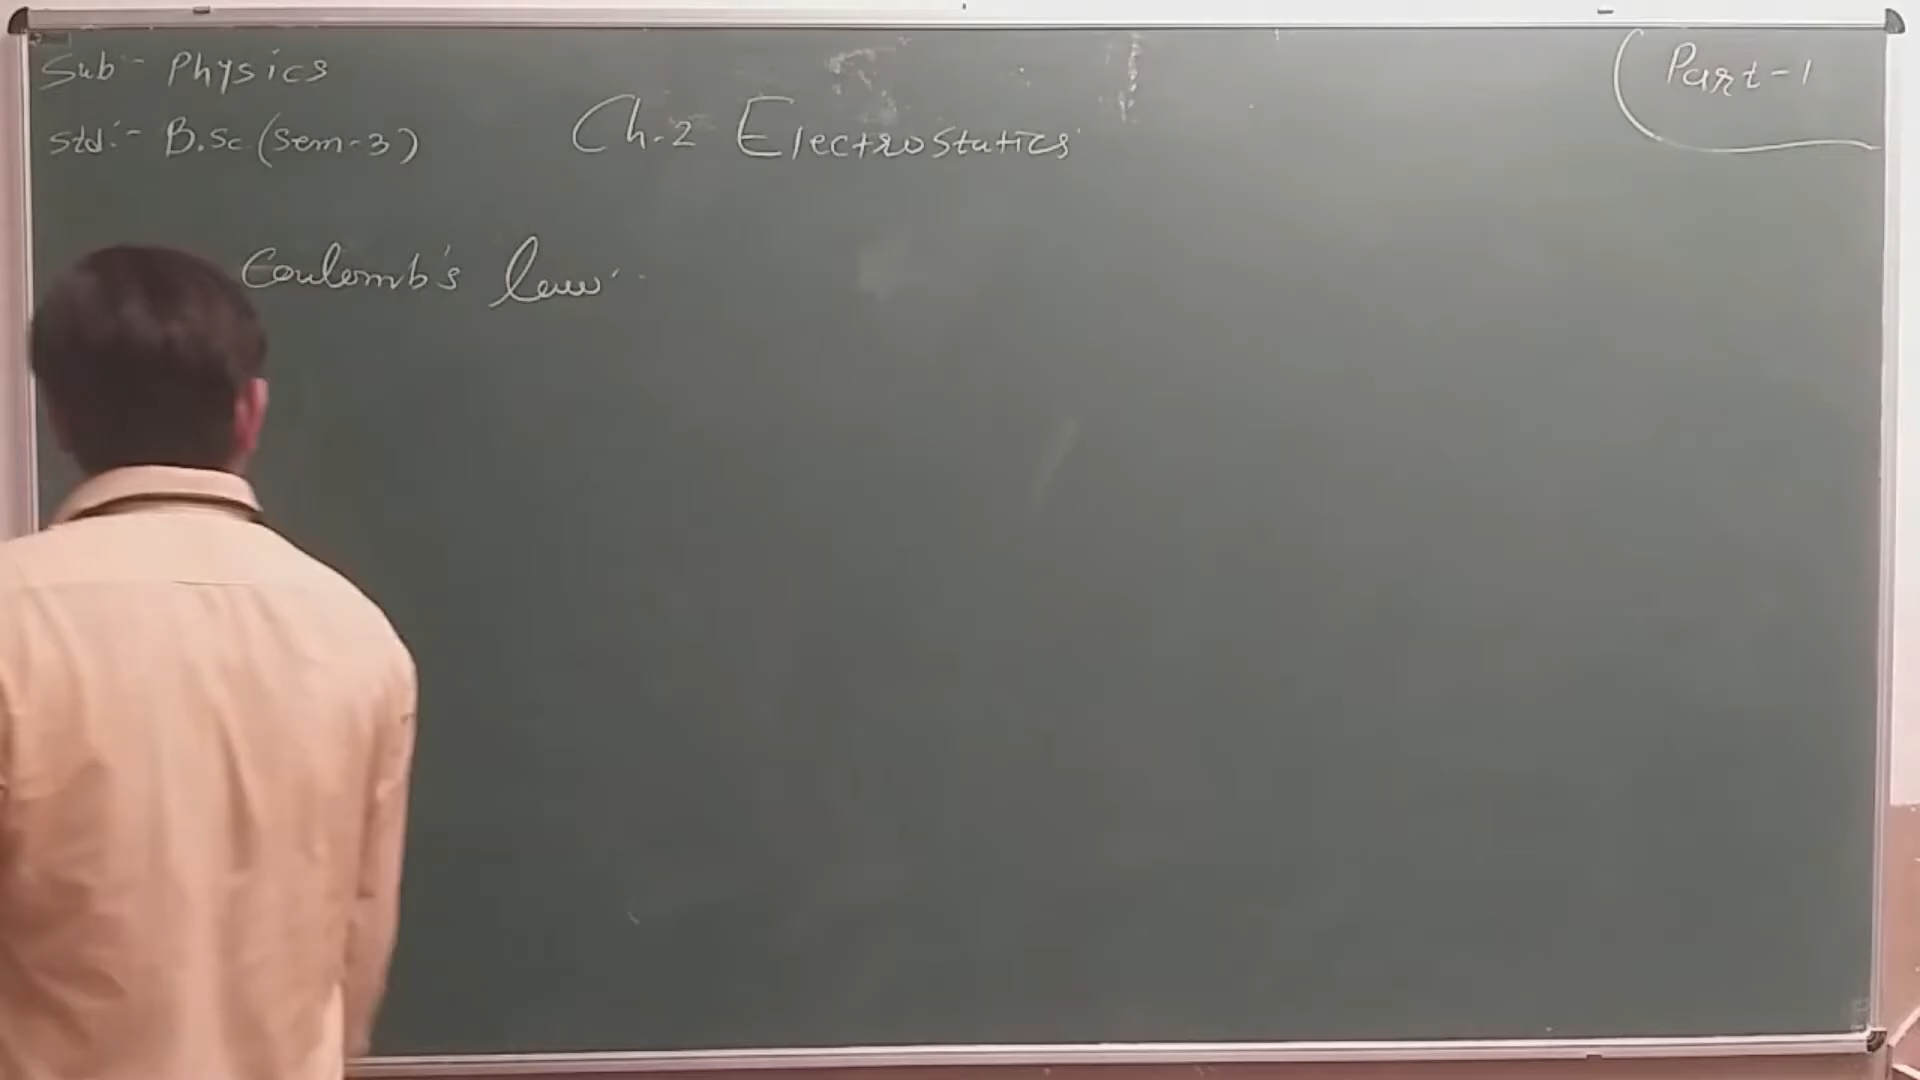 Sub:- Physics
Part-1
Std:- B.Sc. (Sem-3)
Ch.2 Electrostatics
Coulomb's law:-